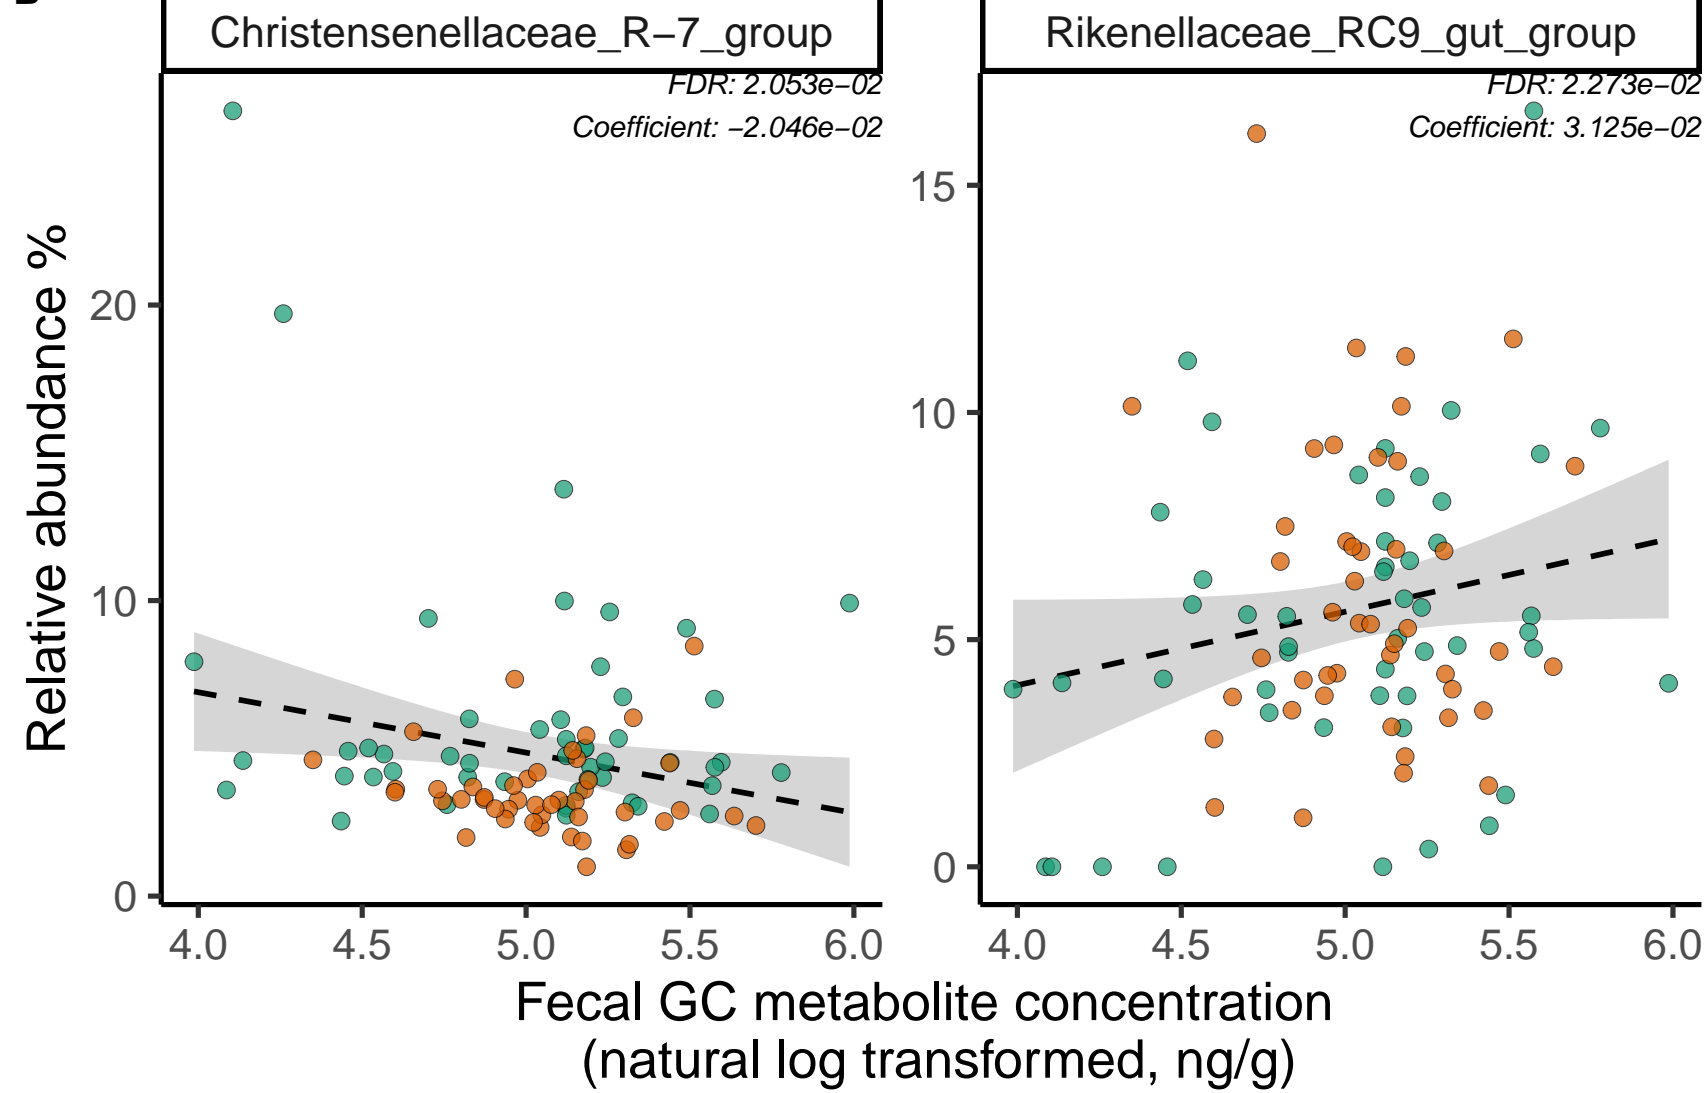 Christensenellaceae_R−7_group
Rikenellaceae_RC9_gut_group
FDR: 2.053e−02
Coefficient: −2.046e−02
FDR: 2.273e−02
Coefficient: 3.125e−02
Relative abundance %
20
10
0
15
10
5
0
4.0 4.5 5.0 5.5 6.0
4.0 4.5 5.0 5.5 6.0
Fecal GC metabolite concentration
(natural log transformed, ng/g)